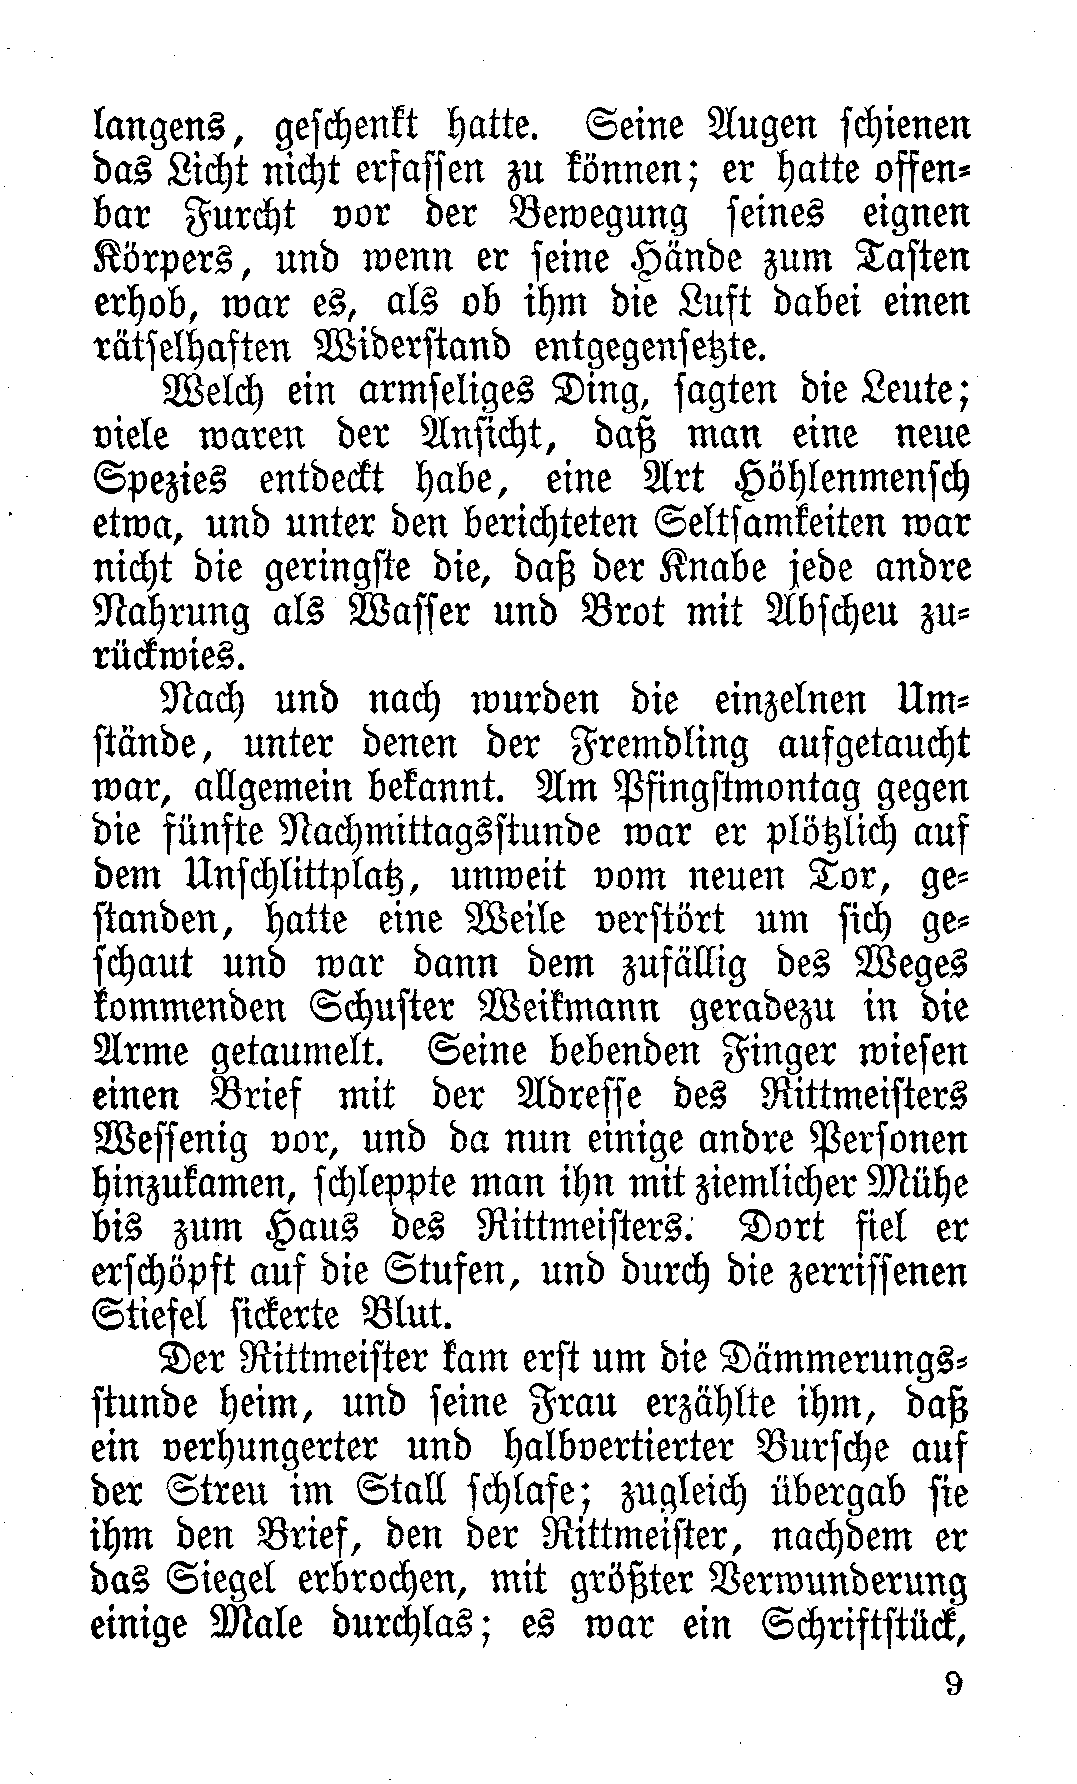 langens, geschenkt hatte. Seine Augen schienen
das Licht nicht erfassen zu können; er hatte offen-
bar Furcht vor der Bewegung seines eignen
Körpers, und wenn er seine Hände zum Tasten
erhob, war es, als ob ihm die Luft dabei einen
rätselhaften Widerstand entgegensetzte.
Welch ein armseliges Ding, sagten die Leute;
viele waren der Ansicht, daß man eine neue
Spezies entdeckt habe, eine Art Höhlenmensch
etwa, und unter den berichteten Seltsamkeiten war
nicht die geringste die, daß der Knabe jede andre
Nahrung als Wasser und Brot mit Abscheu zu-
rückwies.
Nach und nach wurden die einzelnen Um-
stände, unter denen der Fremdling aufgetaucht
war, allgemein bekannt. Am Pfingstmontag gegen
die fünfte Nachmittagsstunde war er plötzlich auf
dem Unschlittplatz, unweit vom neuen Tor, ge-
standen, hatte eine Weile verstört um sich ge-
schaut und war dann dem zufällig des Weges
kommenden Schuster Weikmann geradezu in die
Arme getaumelt. Seine bebenden Finger wiesen
einen Brief mit der Adresse des Rittmeisters
Wessenig vor, und da nun einige andre Personen
hinzukamen, schleppte man ihn mit ziemlicher Mühe
bis zum Haus des Rittmeisters. Dort fiel er
erschöpft auf die Stufen, und durch die zerrissenen
Stiefel sickerte Blut.
Der Rittmeister kam erst um die Dämmerungs-
stunde heim, und seine Frau erzählte ihm, daß
ein verhungerter und halbvertierter Bursche auf
der Streu im Stall schlafe; zugleich übergab sie
ihm den Brief, den der Rittmeister, nachdem er
das Siegel erbrochen, mit größter Verwunderung
einige Male durchlas; es war ein Schriftstück,
9